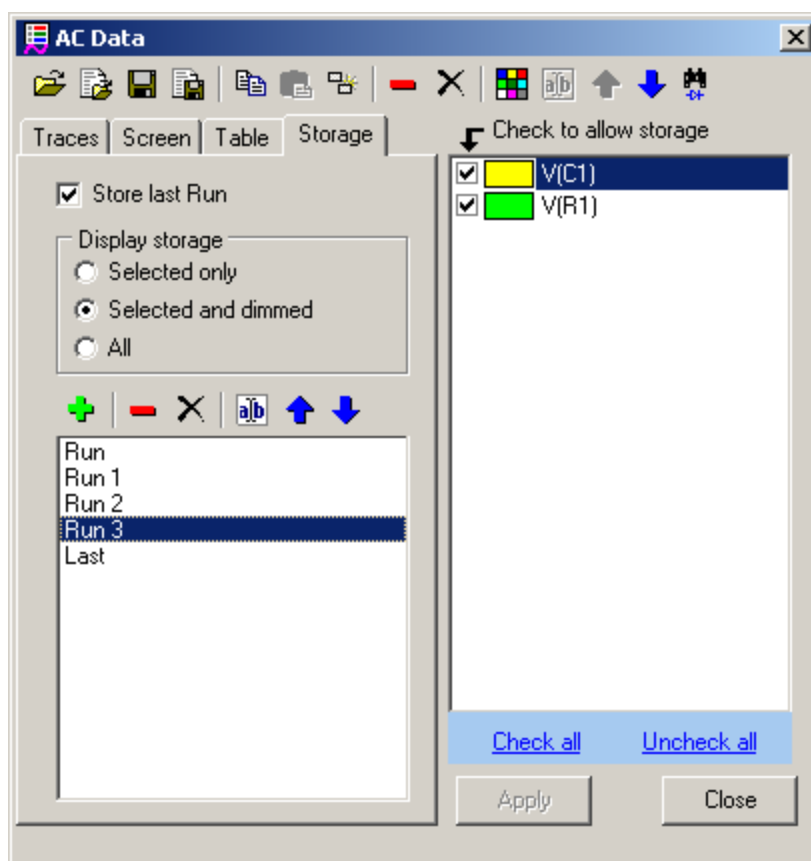 AC Data
Traces Screen Table Storage
Check to allow storage
Store last Run
Display storage
Selected only
Selected and dimmed
All
a|b
Run
Run 1
Run 2
Run 3
Last
V(C1)
V(R1)
Check all Uncheck all
Apply Close